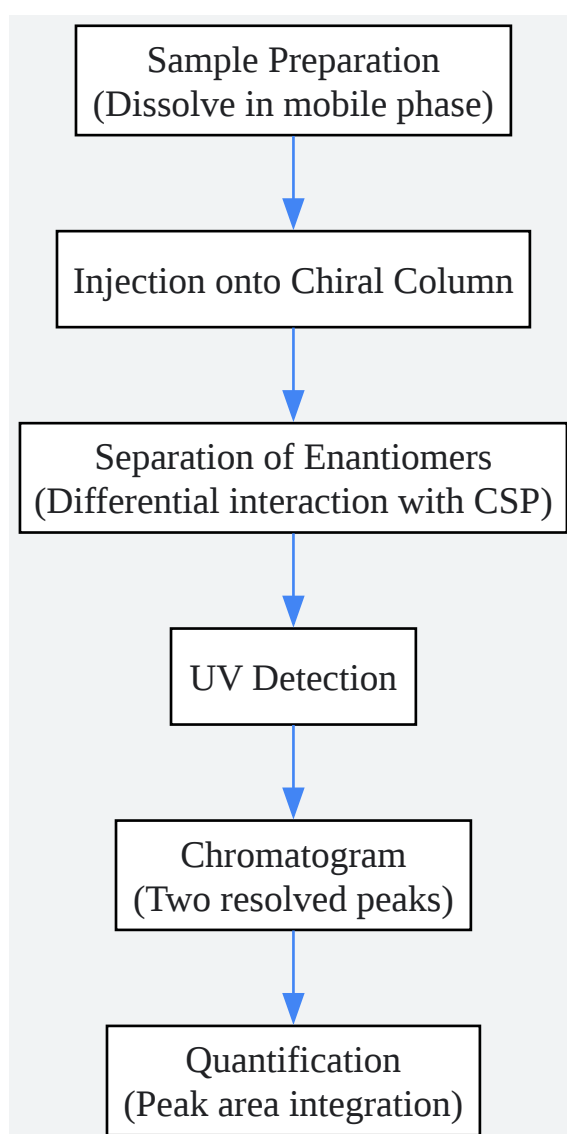 Sample Preparation
(Dissolve in mobile phase)
Injection onto Chiral Column
Separation of Enantiomers
(Differential interaction with CSP)
UV Detection
Chromatogram
(Two resolved peaks)
Quantification
(Peak area integration)